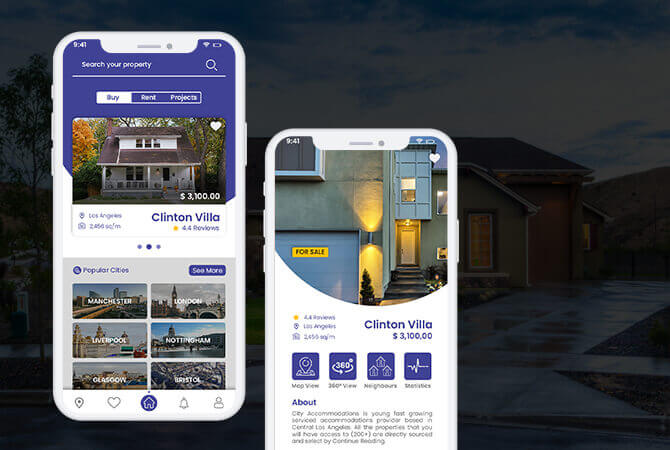 9:41
Search your property
Buy Rent Projects
$ 3,100.00
Los Angeles
2,456 sq/m
Clinton Villa
4.4 Reviews
Popular Cities
See More
MANCHESTER
LONDON
LIVERPOOL
NOTTINGHAM
GLASGOW
BRISTOL
9:41
FOR SALE
4.4 Reviews
Los Angeles
2,456 sq/m
Clinton Villa
$ 3,100,00
Map View
360° View
Neighbours
Statistics
360°
About
City Accommodations is young fast growing
serviced accommodations provider based in
Central Los Angeles. All the properties that you
will have access to (200+) are directly sourced
and select by Continue Reading.